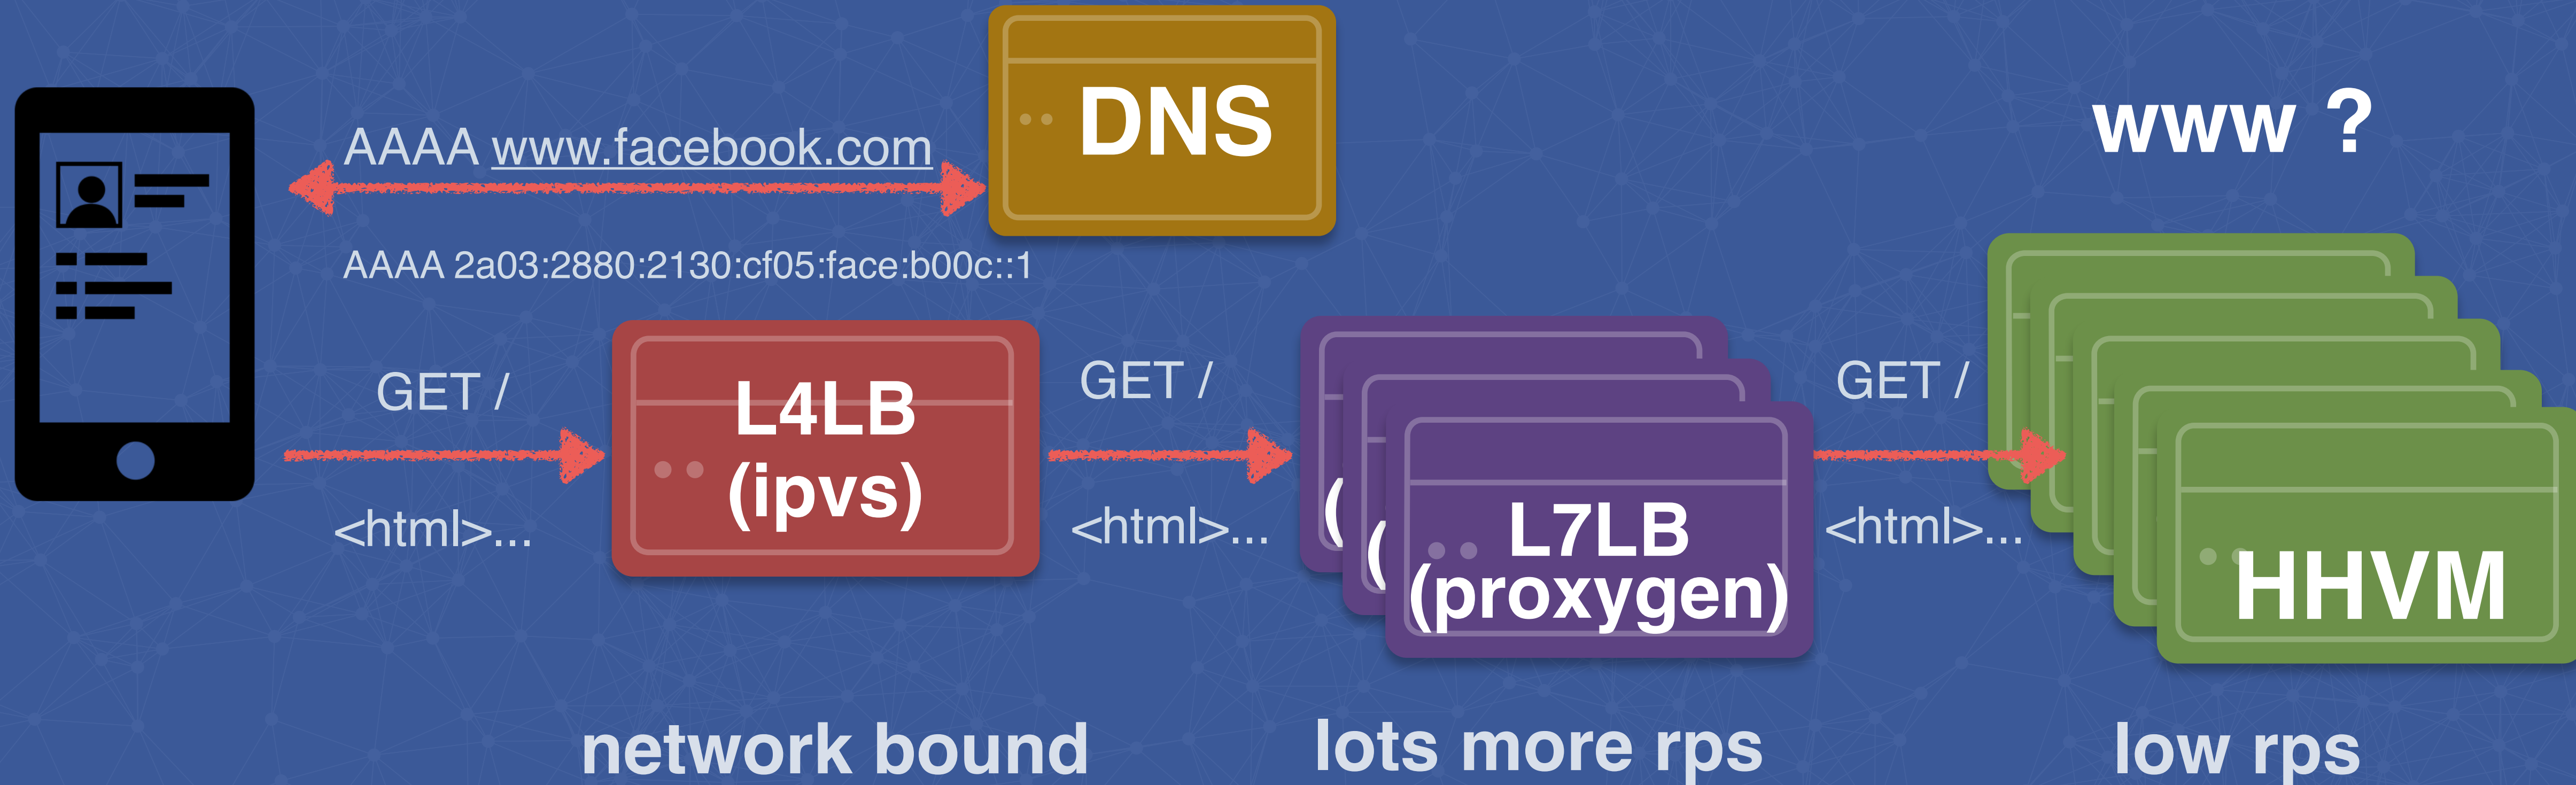 DNS
www ?
AAAA www.facebook.com
AAAA 2a03:2880:2130:cf05:face:b00c::1
GET /
<html>...
L4LB
(ipvs)
GET /
<html>...
(
(
L7LB
(proxygen)
GET /
<html>...
HHVM
network bound
lots more rps
low rps